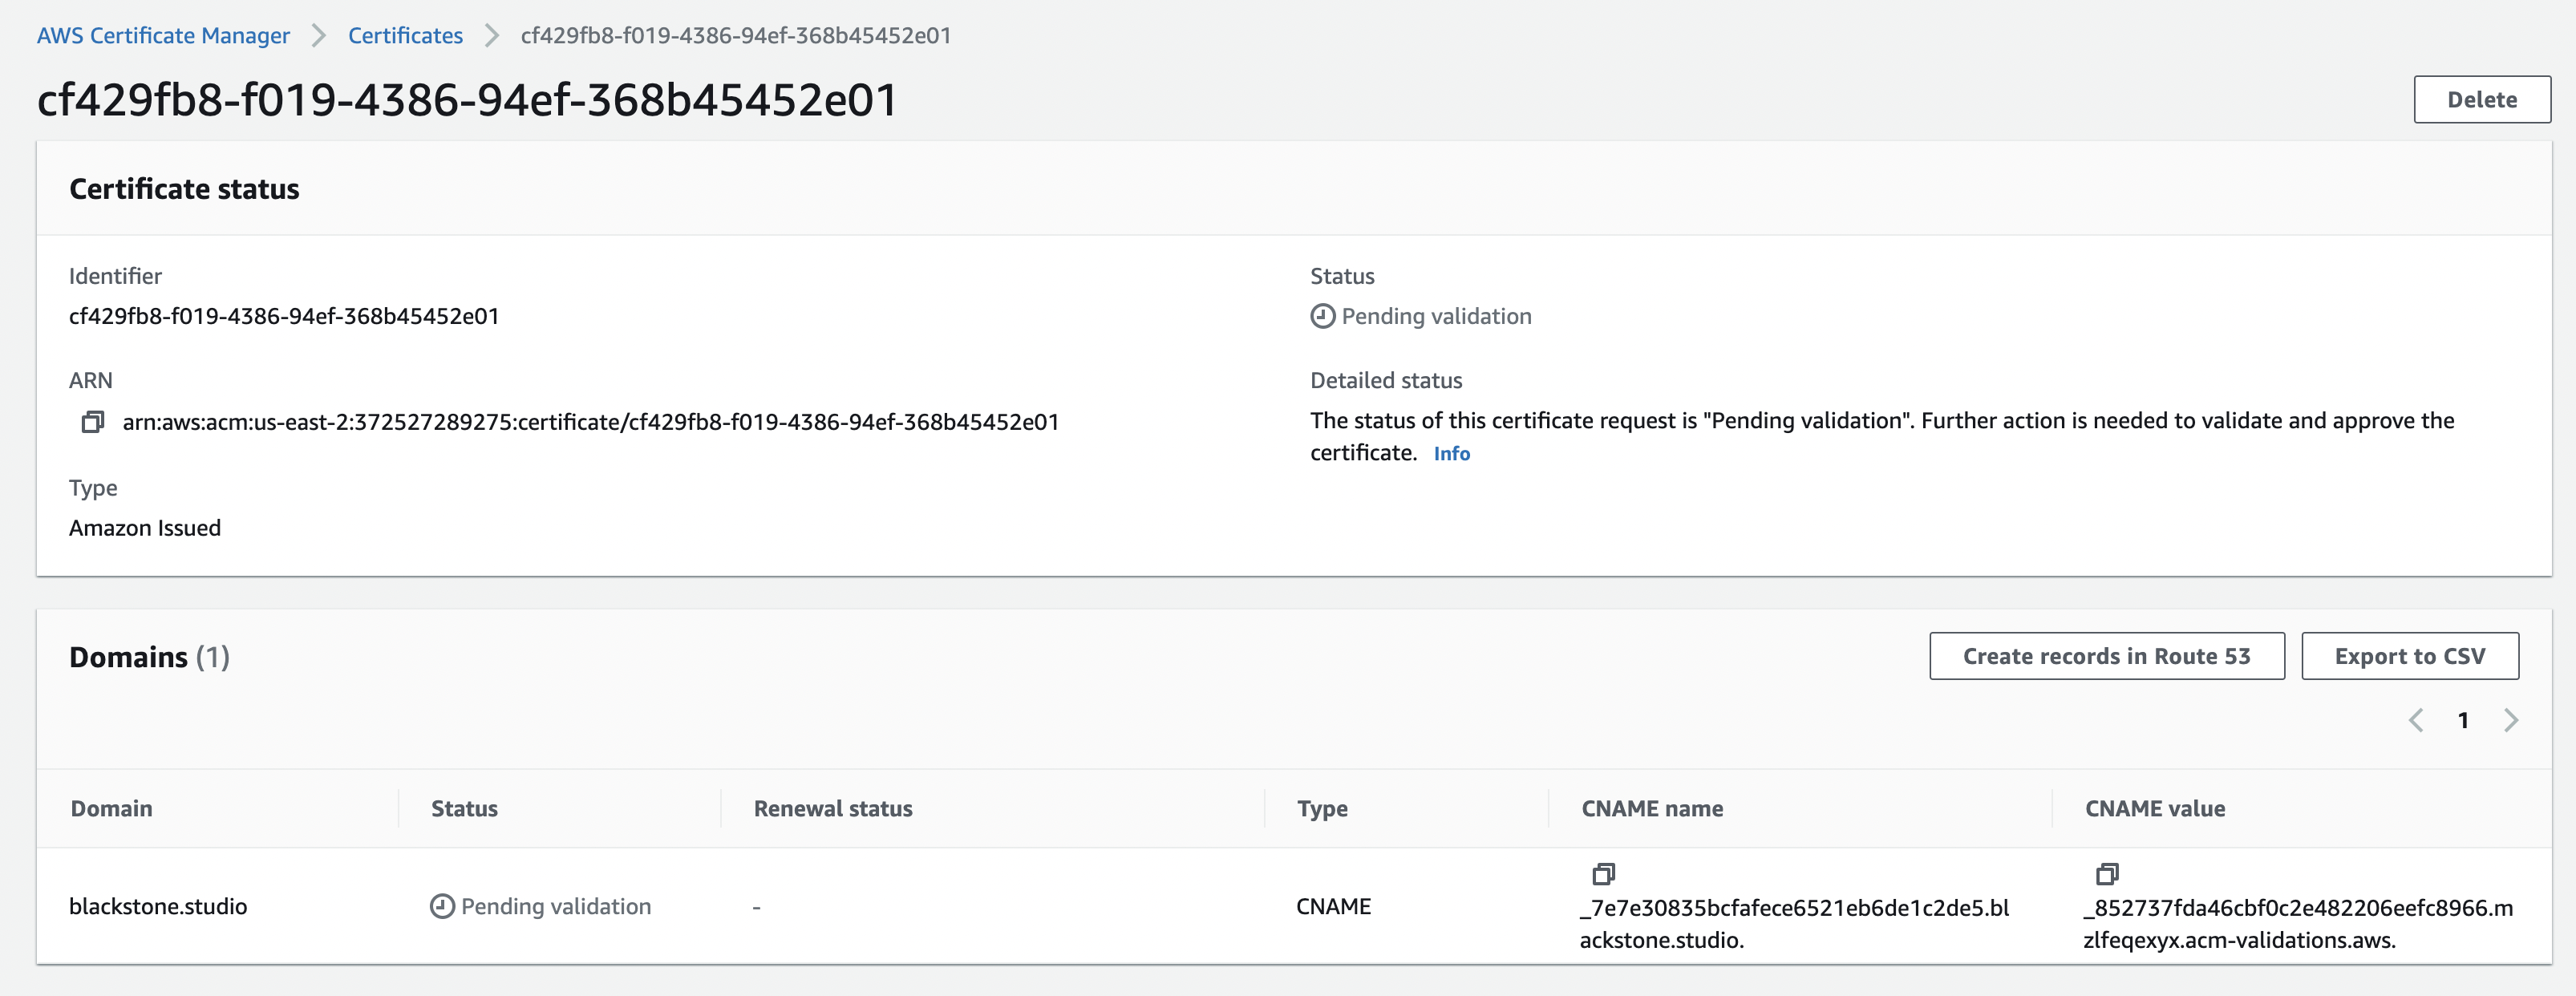 AWS Certificate Manager > Certificates > cf429fb8-f019-4386-94ef-368b45452e01
cf429fb8-f019-4386-94ef-368b45452e01
Delete
Certificate status
Identifier
cf429fb8-f019-4386-94ef-368b45452e01
ARN
arn:aws:acm:us-east-2:372527289275:certificate/cf429fb8-f019-4386-94ef-368b45452e01
Type
Amazon Issued
Status
Pending validation
Detailed status
The status of this certificate request is "Pending validation". Further action is needed to validate and approve the
certificate. Info
Domains (1)
Create records in Route 53
Export to CSV
1
Domain Status Renewal status Type CNAME name CNAME value
blackstone.studio
Pending validation
-
CNAME
_7e7e30835bcfafece6521eb6de1c2de5.bl
ackstone.studio.
_852737fda46cbf0c2e482206eefc8966.m
zlfeqexyx.acm-validations.aws.